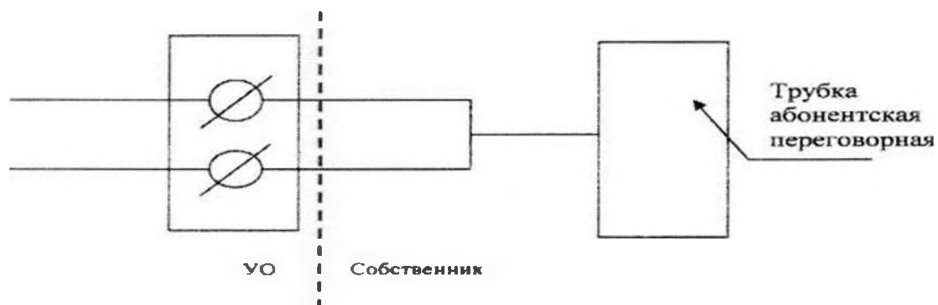 Трубка
абонентская
переговорная
УО
Собственник